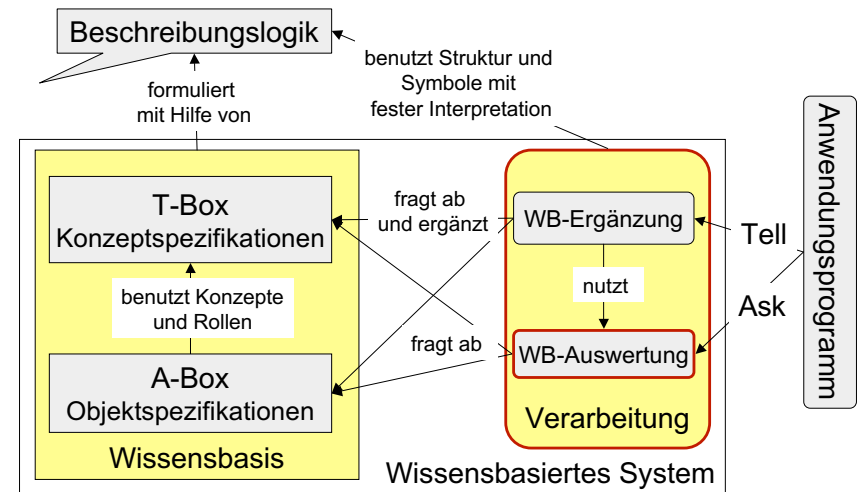 Beschreibungslogik
formuliert
mit Hilfe von
benutzt Struktur und
Symbole mit
fester Interpretation
T-Box
Konzeptspezifikationen
benutzt Konzepte
und Rollen
A-Box
Objektspezifikationen
Wissensbasis
fragt ab
und ergänzt
fragt ab
WB-Ergänzung
nutzt
WB-Auswertung
Verarbeitung
Wissensbasiertes System
Tell
Ask
Anwendungsprogramm